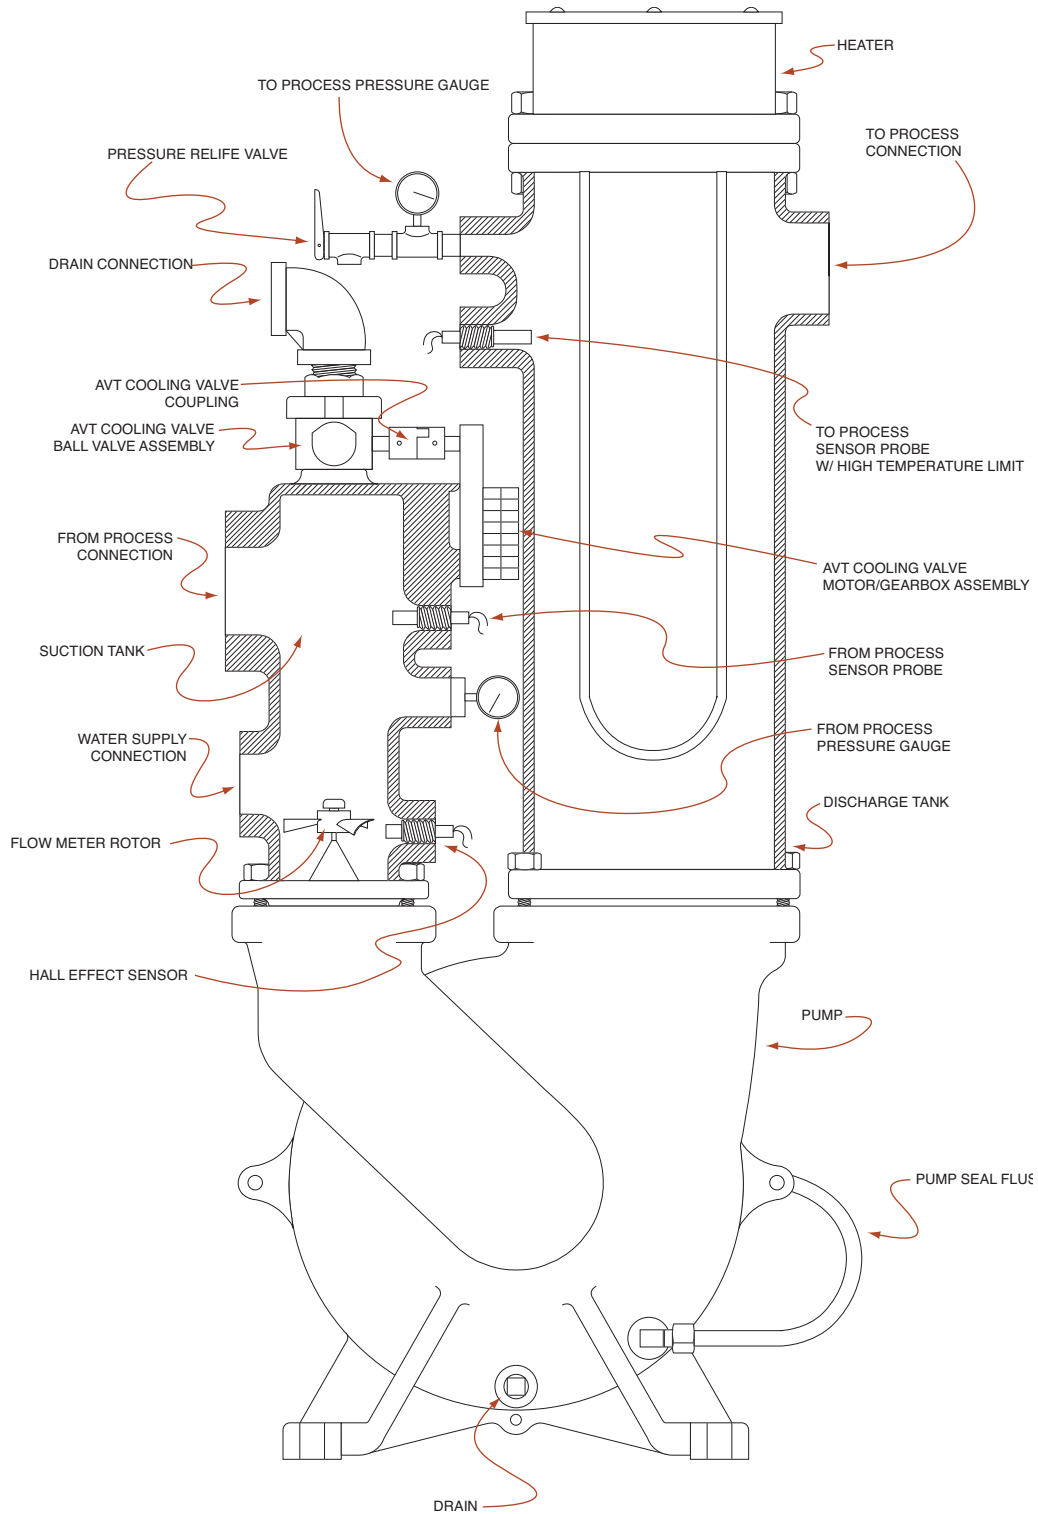 HEATER
TO PROCESS PRESSURE GAUGE
TO PROCESS
CONNECTION
PRESSURE RELIFE VALVE
DRAIN CONNECTION
AVT COOLING VALVE
COUPLING
AVT COOLING VALVE
BALL VALVE ASSEMBLY
TO PROCESS
SENSOR PROBE
W/ HIGH TEMPERATURE LIMIT
FROM PROCESS
CONNECTION
AVT COOLING VALVE
MOTOR/GEARBOX ASSEMBLY
SUCTION TANK
FROM PROCESS
SENSOR PROBE
WATER SUPPLY
CONNECTION
FROM PROCESS
PRESSURE GAUGE
DISCHARGE TANK
FLOW METER ROTOR
HALL EFFECT SENSOR
PUMP
PUMP SEAL FLUS
DRAIN